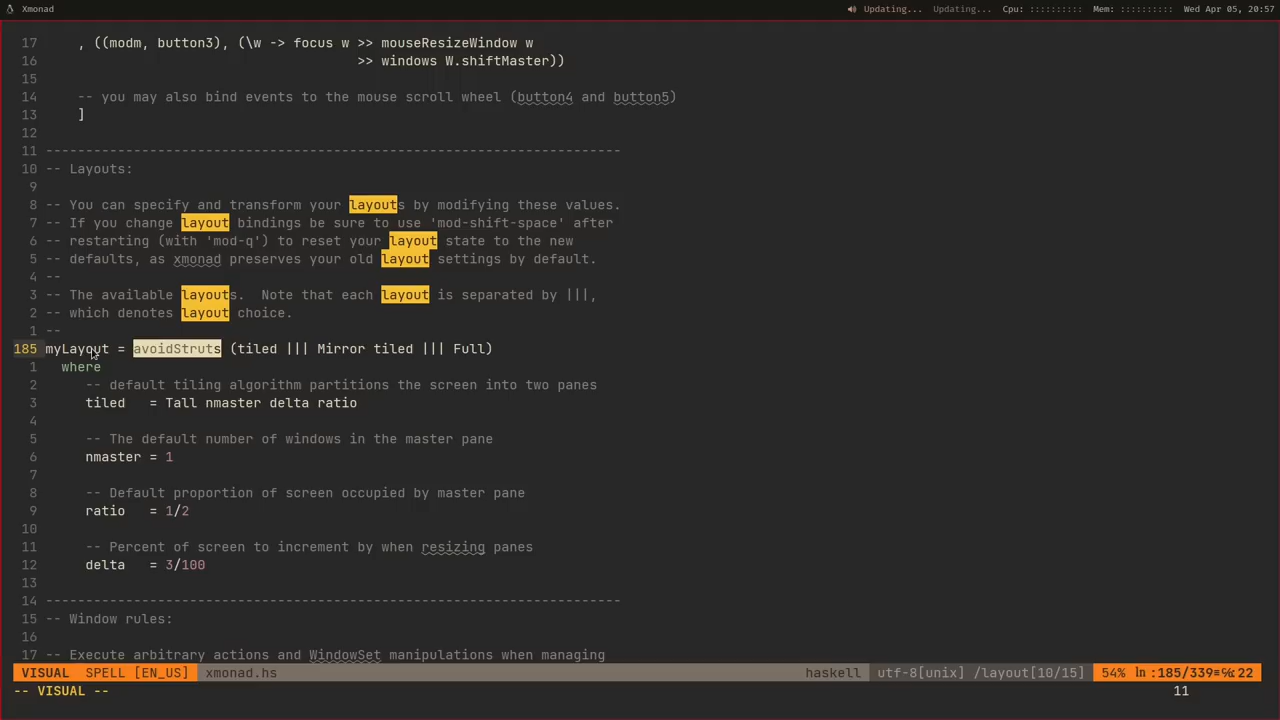 Xmonad Updating... Updating... Cpu: :::::::::: Mem: :::::::::: Wed Apr 05, 20:57
17 , ((modm, button3), (\w -> focus w >> mouseResizeWindow w
16 >> windows W.shiftMaster))
15
14 -- you may also bind events to the mouse scroll wheel (button4 and button5)
13 ]
12
11 ------------------------------------------------------------------------
10 -- Layouts:
9
8 -- You can specify and transform your layouts by modifying these values.
7 -- If you change layout bindings be sure to use 'mod-shift-space' after
6 -- restarting (with 'mod-q') to reset your layout state to the new
5 -- defaults, as xmonad preserves your old layout settings by default.
4 --
3 -- The available layouts.  Note that each layout is separated by |||,
2 -- which denotes layout choice.
1 --
185 myLayout = avoidStruts (tiled ||| Mirror tiled ||| Full)
1 where
2 -- default tiling algorithm partitions the screen into two panes
3 tiled   = Tall nmaster delta ratio
4
5 -- The default number of windows in the master pane
6 nmaster = 1
7
8 -- Default proportion of screen occupied by master pane
9 ratio   = 1/2
10
11 -- Percent of screen to increment by when resizing panes
12 delta   = 3/100
13
14 ------------------------------------------------------------------------
15 -- Window rules:
16
17 -- Execute arbitrary actions and WindowSet manipulations when managing
VISUAL SPELL [EN_US] xmonad.hs haskell utf-8[unix] /layout[10/15] 54% ln :185/339≡℅:22
-- VISUAL -- 11